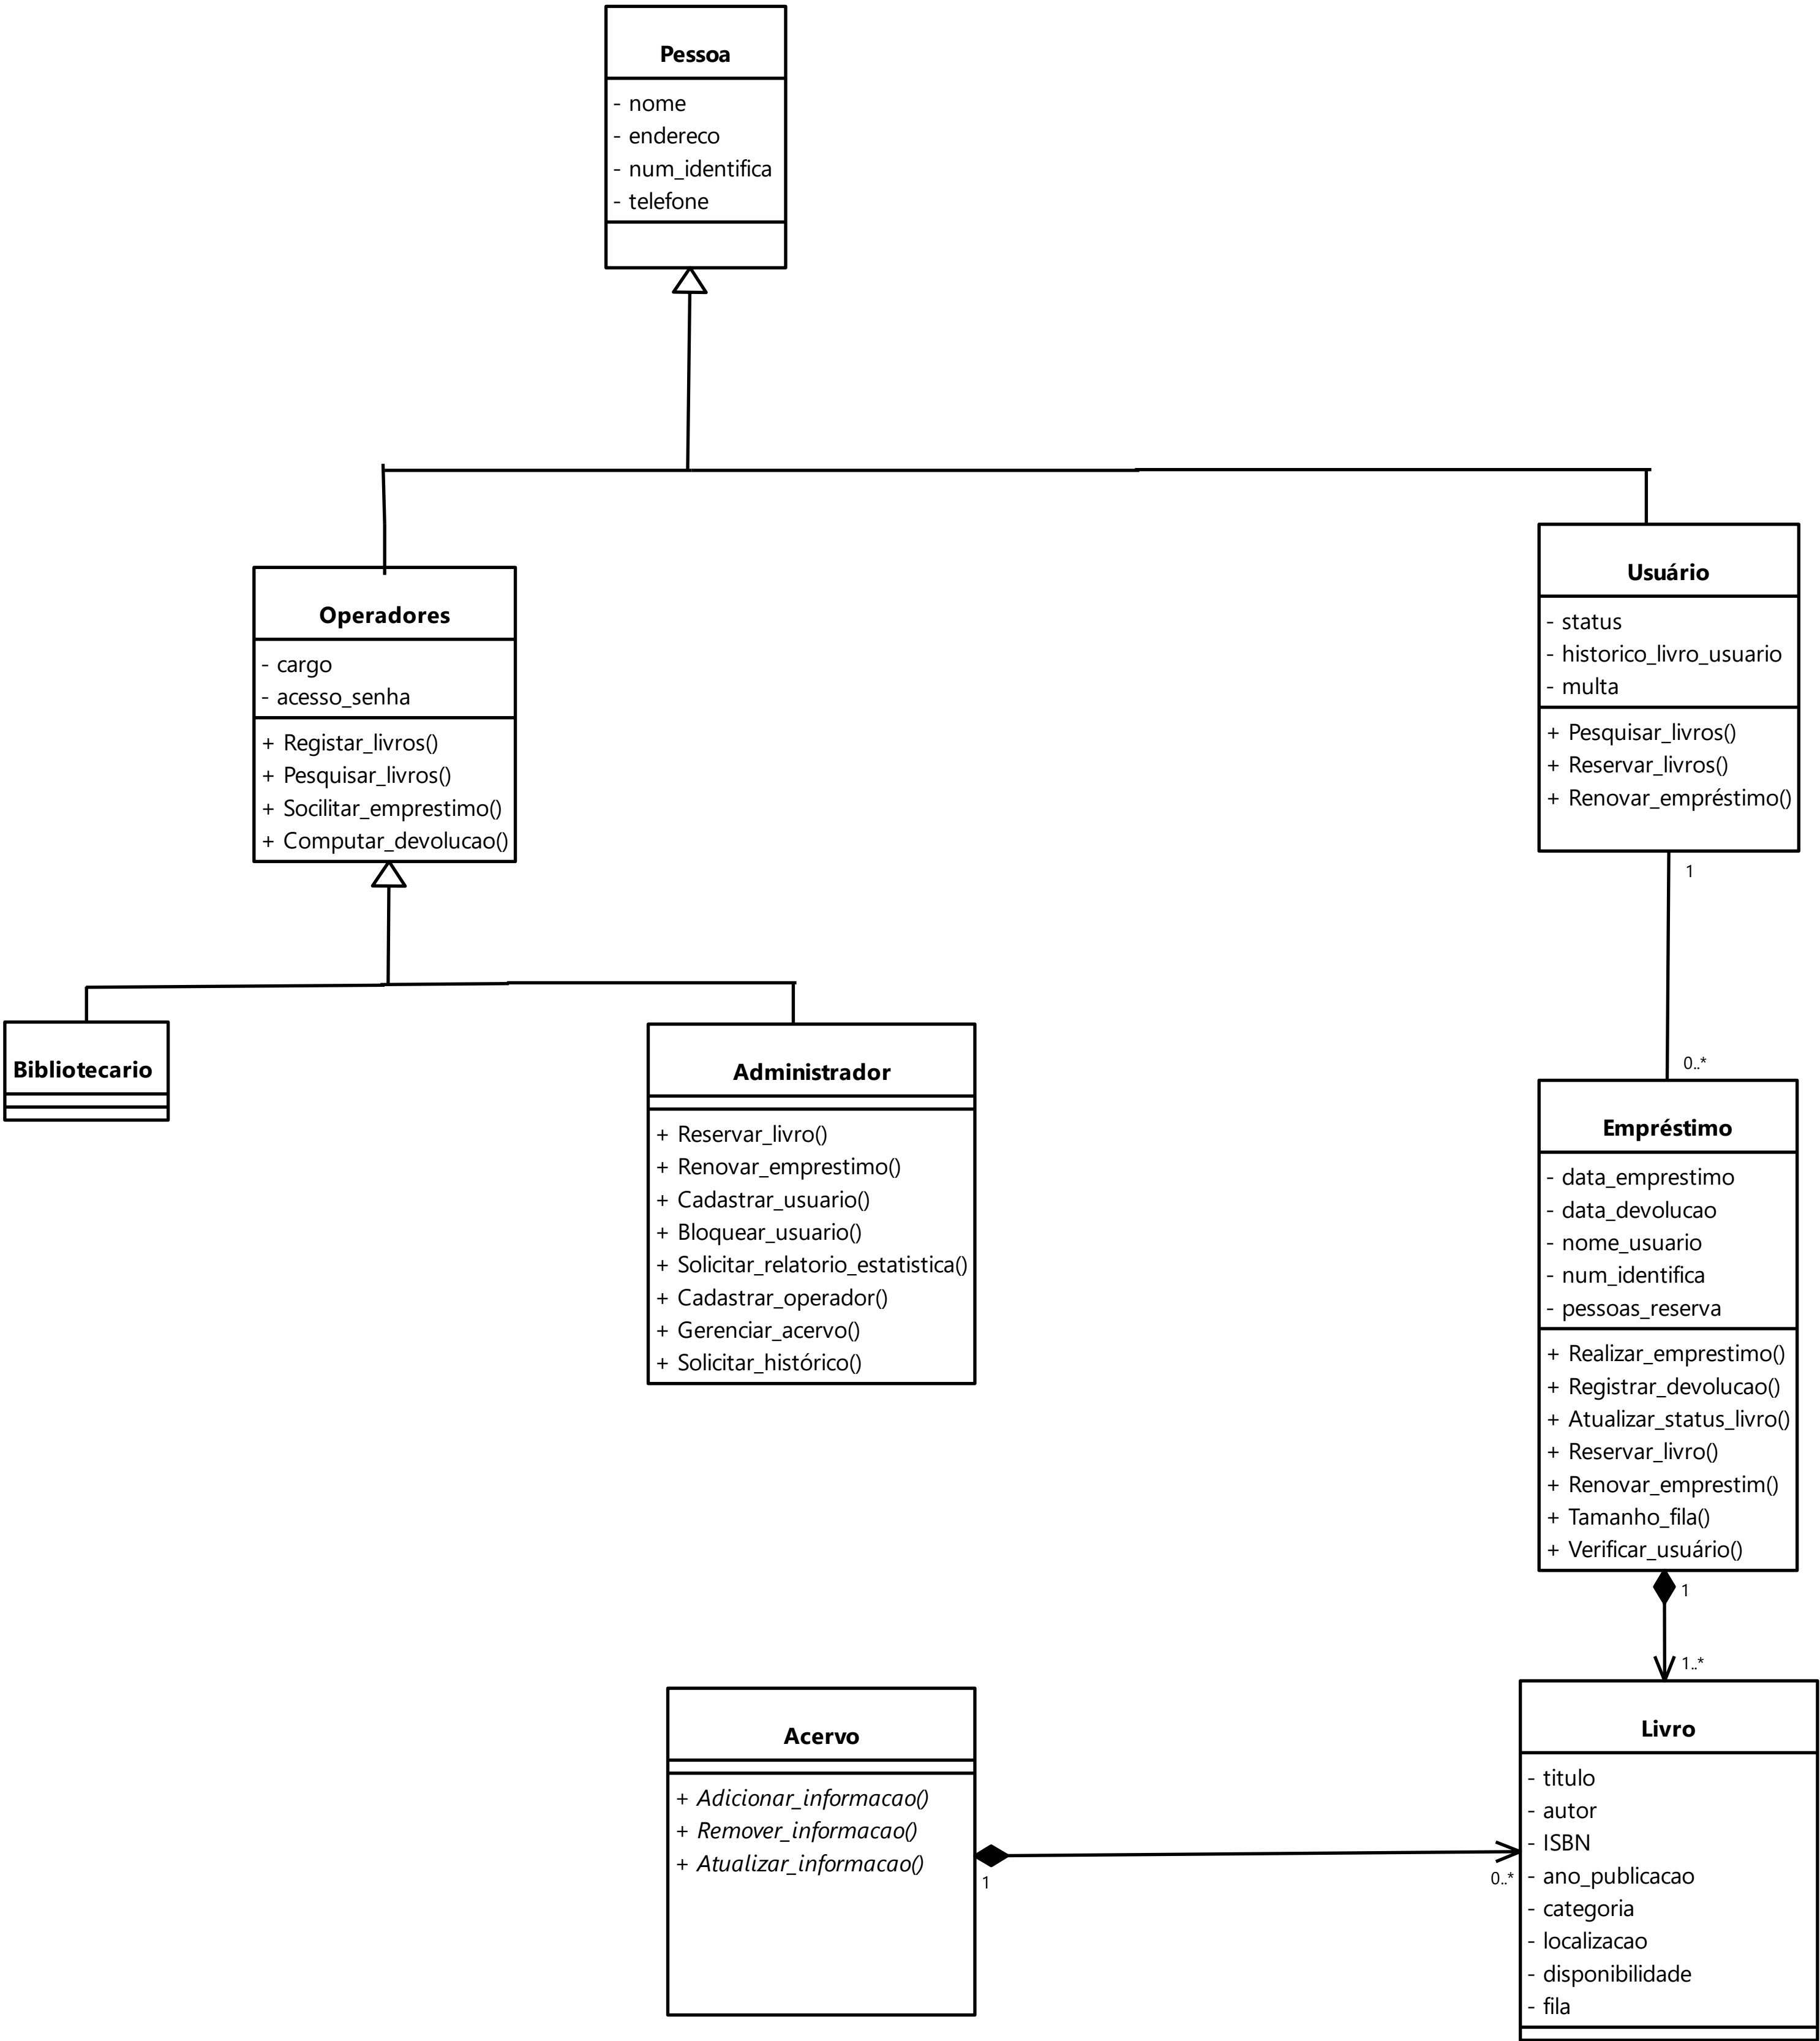 Pessoa
- nome
- endereco
- num_identifica
- telefone
Operadores
- cargo
- acesso_senha
+ Registar_livros()
+ Pesquisar_livros()
+ Socilitar_emprestimo()
+ Computar_devolucao()
Usuário
- status
- historico_livro_usuario
- multa
+ Pesquisar_livros()
+ Reservar_livros()
+ Renovar_empréstimo()
1
0..*
Bibliotecario
Administrador
+ Reservar_livro()
+ Renovar_emprestimo()
+ Cadastrar_usuario()
+ Bloquear_usuario()
+ Solicitar_relatorio_estatistica()
+ Cadastrar_operador()
+ Gerenciar_acervo()
+ Solicitar_histórico()
Empréstimo
- data_emprestimo
- data_devolucao
- nome_usuario
- num_identifica
- pessoas_reserva
+ Realizar_emprestimo()
+ Registrar_devolucao()
+ Atualizar_status_livro()
+ Reservar_livro()
+ Renovar_emprestim()
+ Tamanho_fila()
+ Verificar_usuário()
1
1..*
Acervo
+ Adicionar_informacao()
+ Remover_informacao()
+ Atualizar_informacao()
1
0..*
Livro
- titulo
- autor
- ISBN
- ano_publicacao
- categoria
- localizacao
- disponibilidade
- fila